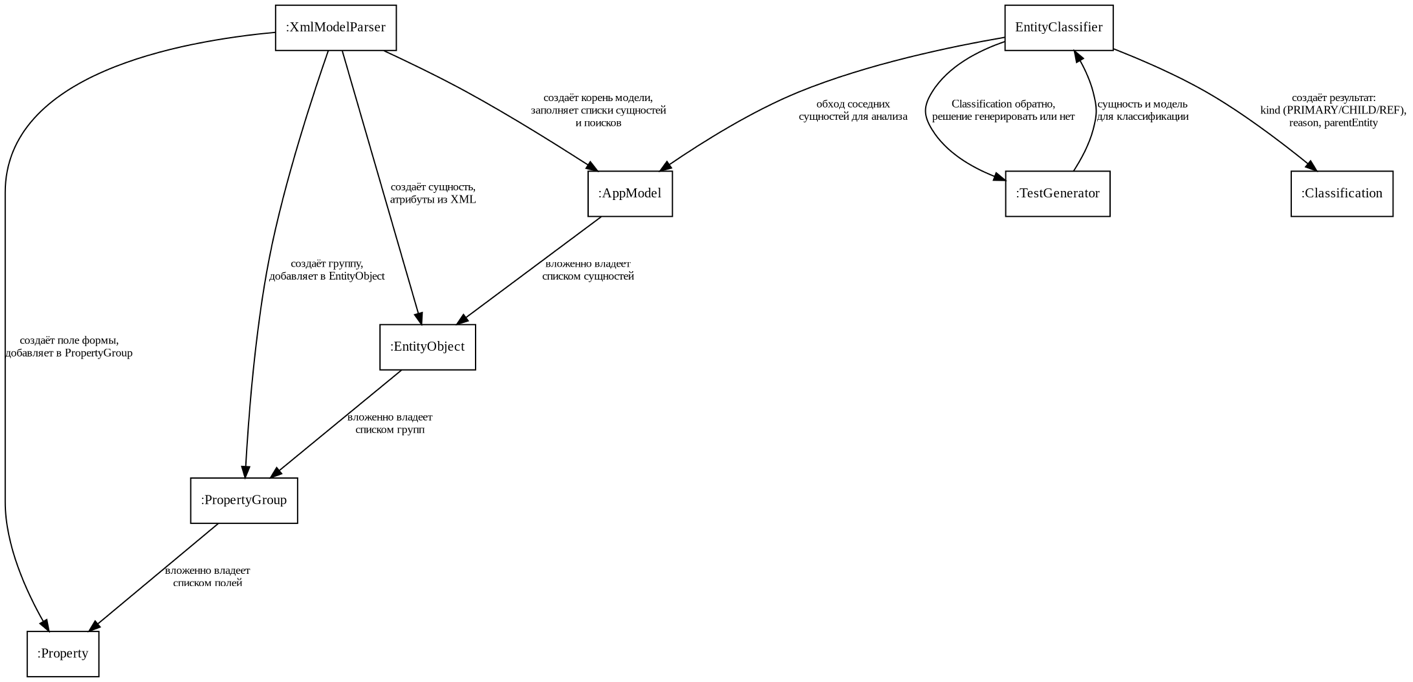 :XmlModelParser
EntityClassifier
создаёт корень модели,
заполняет списки сущностей
и поисков
обход соседних
сущностей для анализа
Classification обратно,
решение генерировать или нет
сущность и модель
для классификации
создаёт результат:
kind (PRIMARY/CHILD/REF),
reason, parentEntity
создаёт сущность,
атрибуты из XML
:AppModel
:TestGenerator
:Classification
создаёт группу,
добавляет в EntityObject
вложенно владеет
списком сущностей
создаёт поле формы,
добавляет в PropertyGroup
:EntityObject
вложенно владеет
списком групп
:PropertyGroup
вложенно владеет
списком полей
:Property